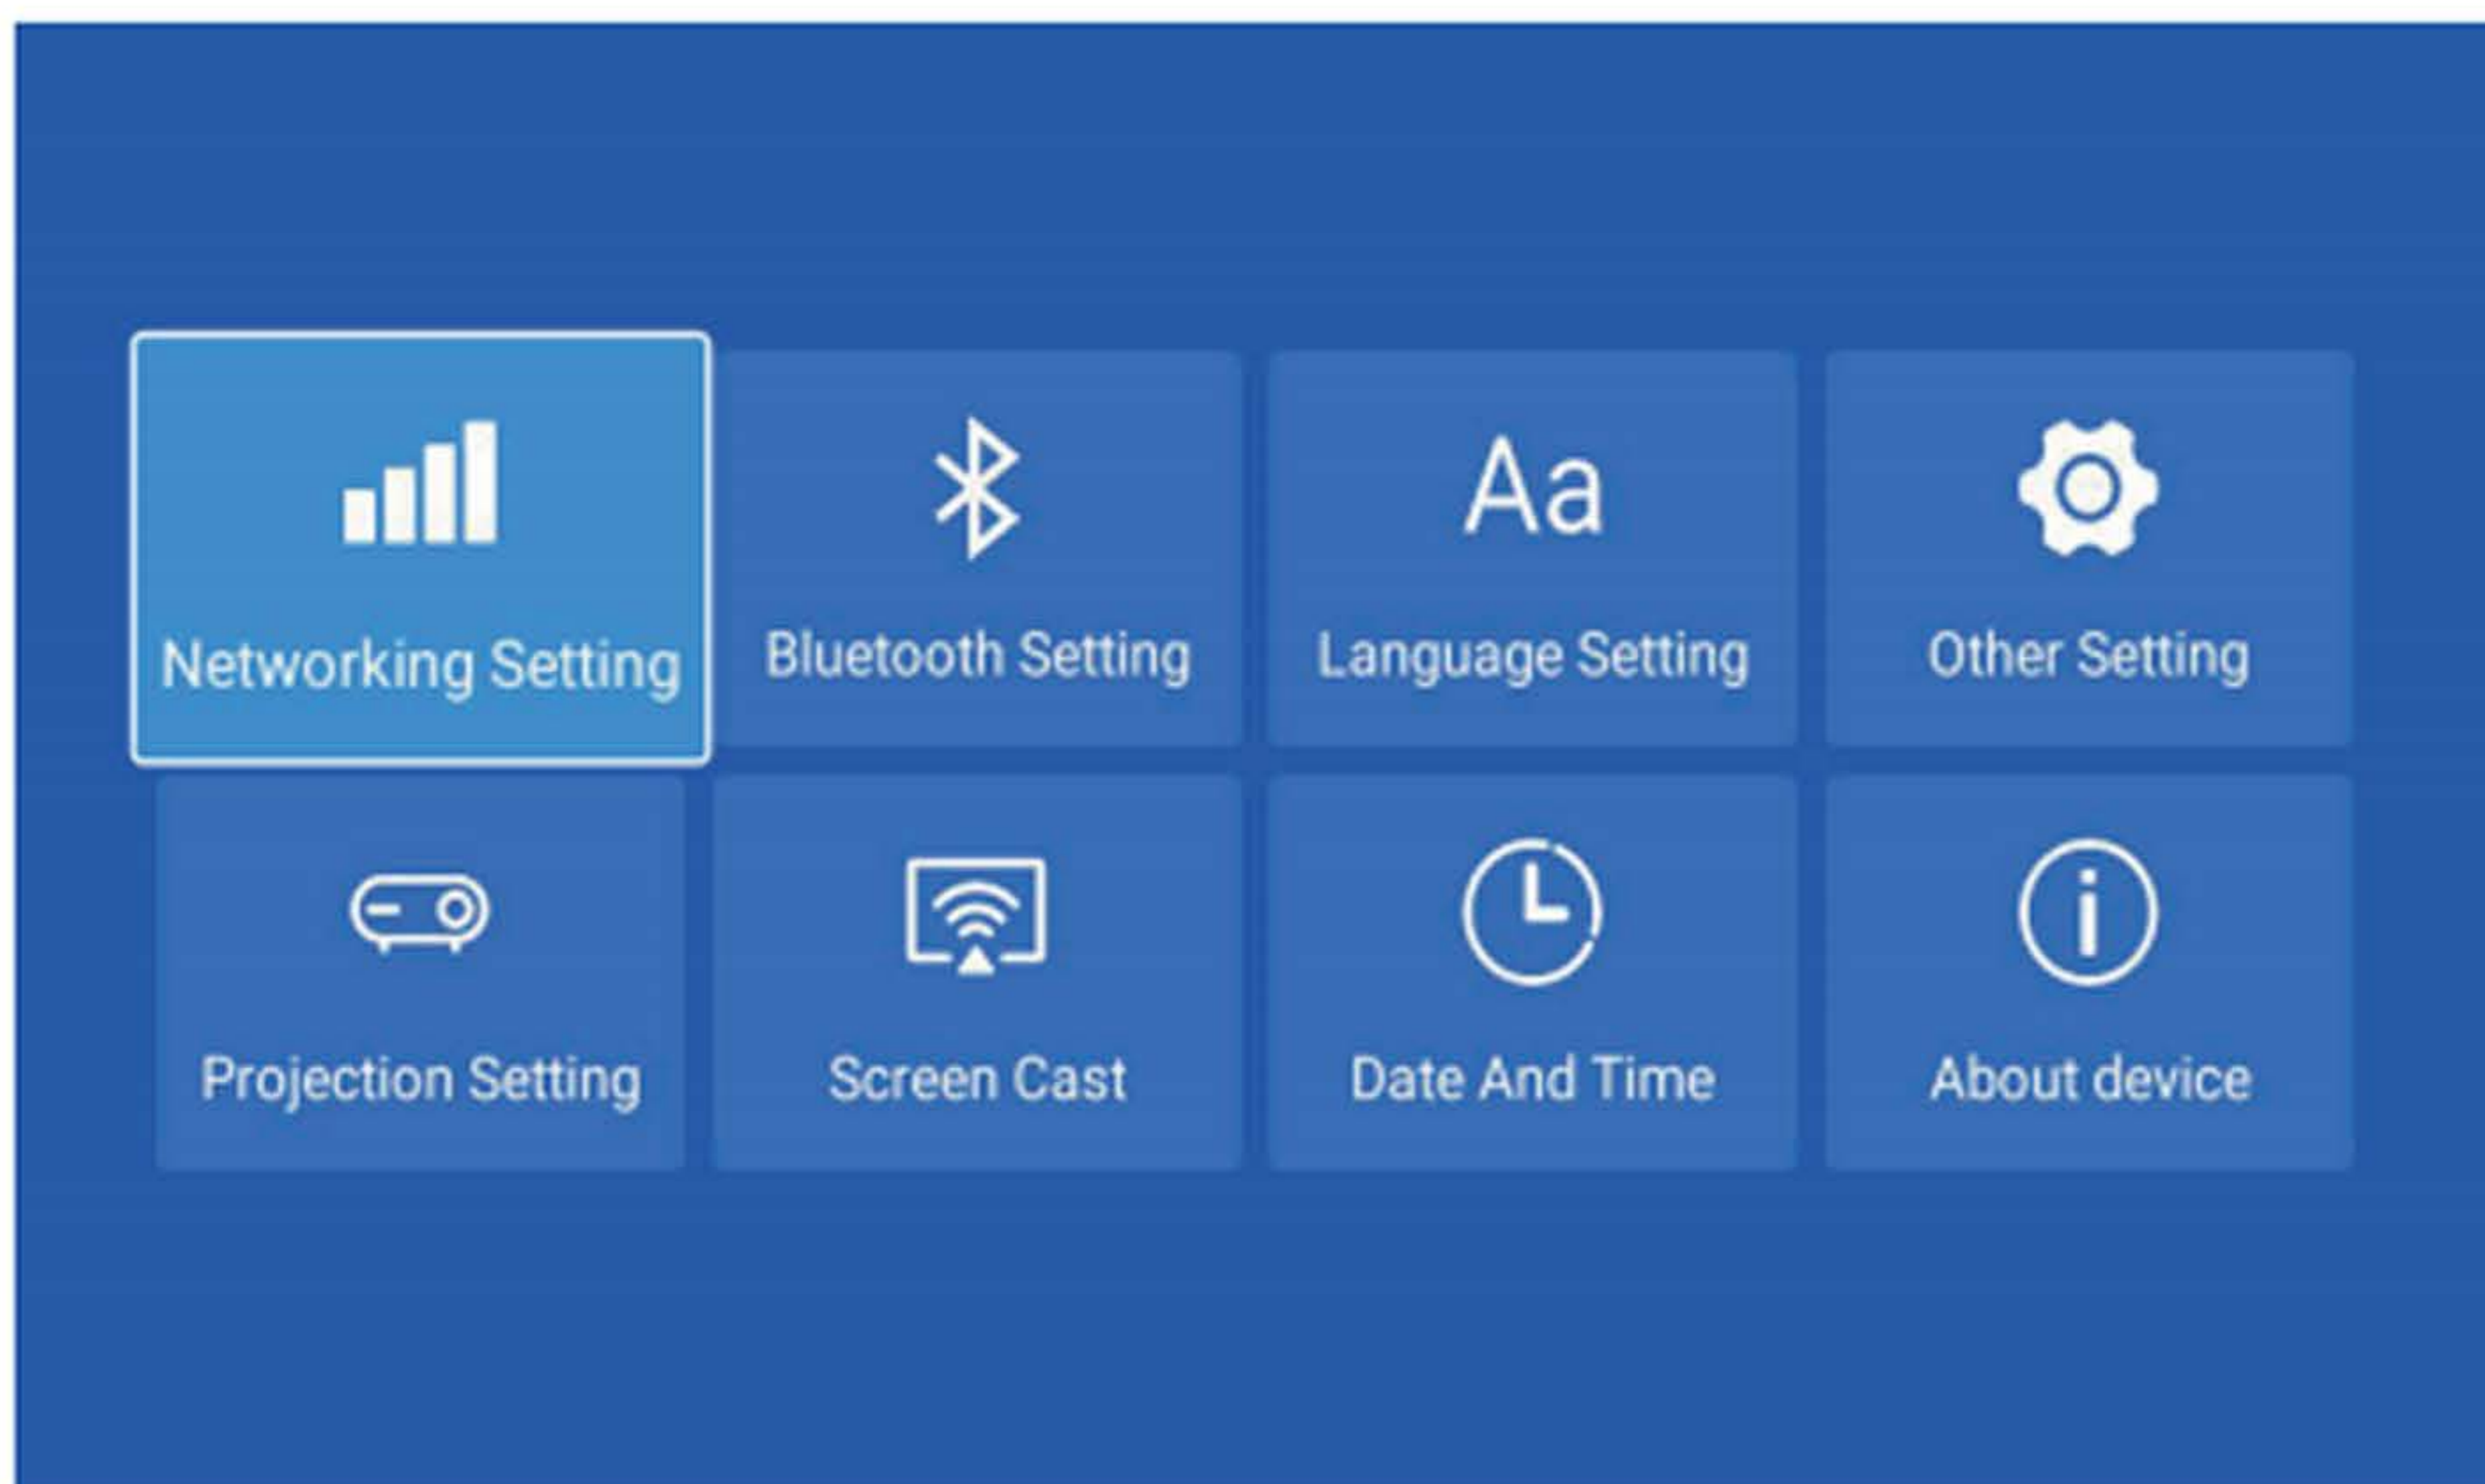 Aa
Networking Setting
Bluetooth Setting
Language Setting
Other Setting
Projection Setting
Screen Cast
Date And Time
About device